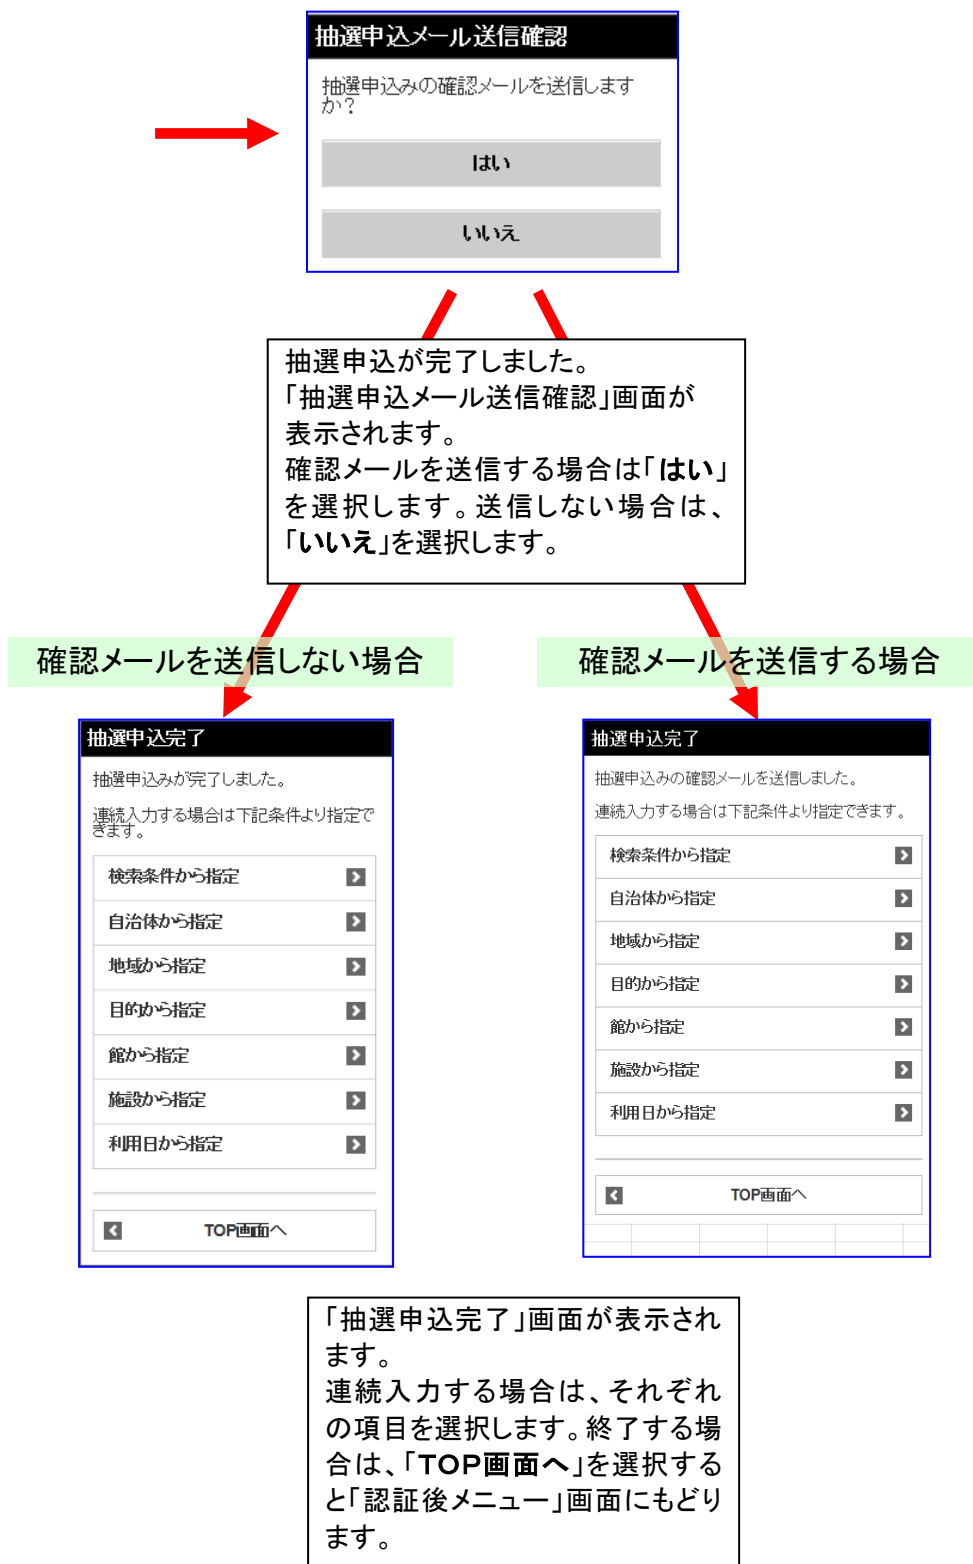 抽選申込メール送信確認
抽選申込みの確認メールを送信します
か？
はい
いいえ
抽選申込が完了しました。
「抽選申込メール送信確認」画面が
表示されます。
確認メールを送信する場合は「はい」
を選択します。送信しない場合は、
「いいえ」を選択します。
確認メールを送信しない場合
抽選申込完了
抽選申込みが完了しました。
連続入力する場合は下記条件より指定で
きます。
検索条件から指定
自治体から指定
地域から指定
目的から指定
館から指定
施設から指定
利用日から指定
TOP画面へ
確認メールを送信する場合
抽選申込完了
抽選申込みの確認メールを送信しました。
連続入力する場合は下記条件より指定できます。
検索条件から指定
自治体から指定
地域から指定
目的から指定
館から指定
施設から指定
利用日から指定
TOP画面へ
「抽選申込完了」画面が表示され
ます。
連続入力する場合は、それぞれ
の項目を選択します。終了する場
合は、「ＴＯＰ画面へ」を選択する
と「認証後メニュー」画面にもどり
ます。